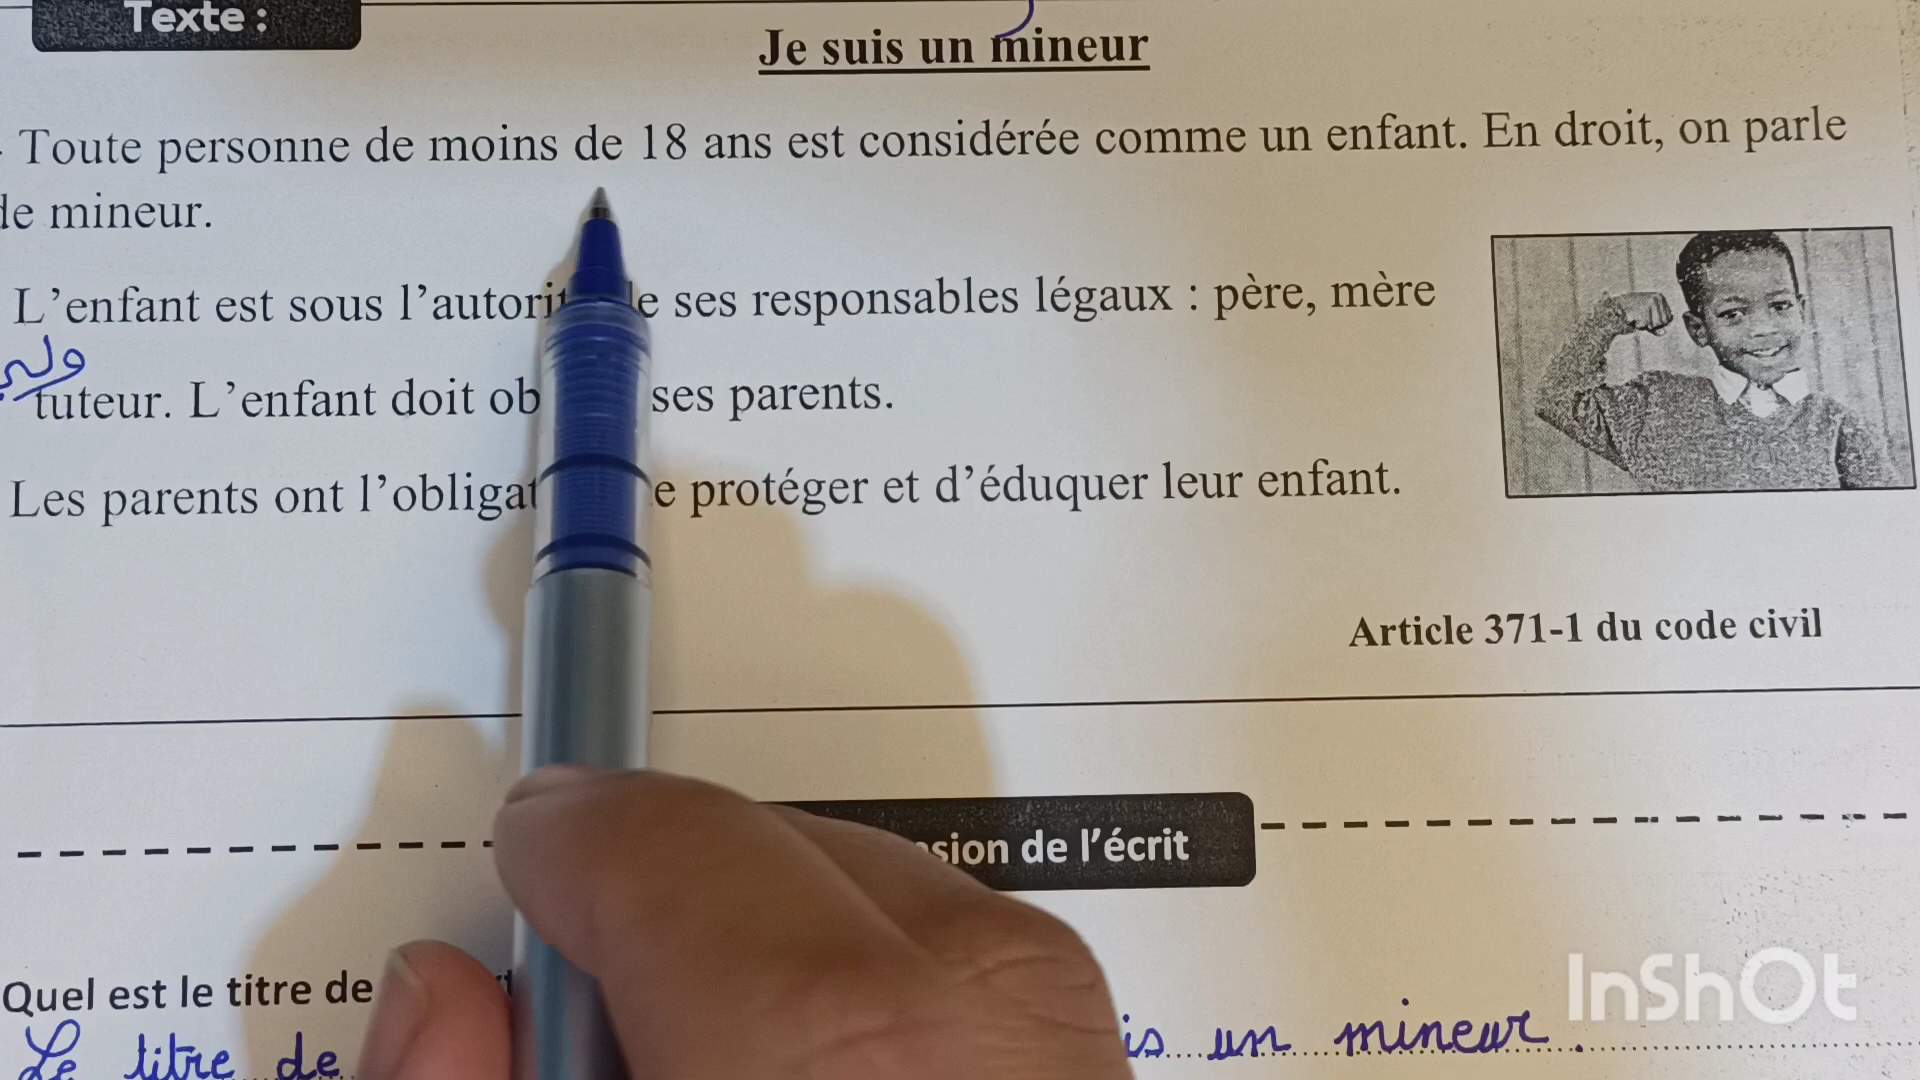 Texte :
Je suis un mineur
Toute personne de moins de 18 ans est considérée comme un enfant. En droit, on parle
de mineur.
L'enfant est sous l'autorit e ses responsables légaux : père, mère
ولي
tuteur. L'enfant doit ob ses parents.
Les parents ont l'obligat e protéger et d'éduquer leur enfant.
Article 371-1 du code civil
sion de l'écrit
Quel est le titre de
Le titre de is un mineur.
InShOt